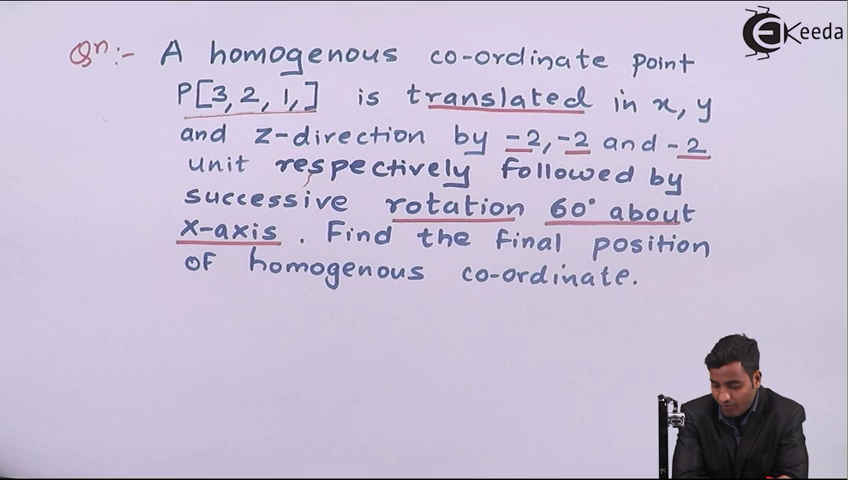 Qⁿ:- A homogenous co-ordinate point
P[3,2,1,] is translated in x, y
and z-direction by -2,-2 and -2
unit respectively followed by
successive rotation 60° about
x-axis. Find the final position
of homogenous co-ordinate.
EKeeda